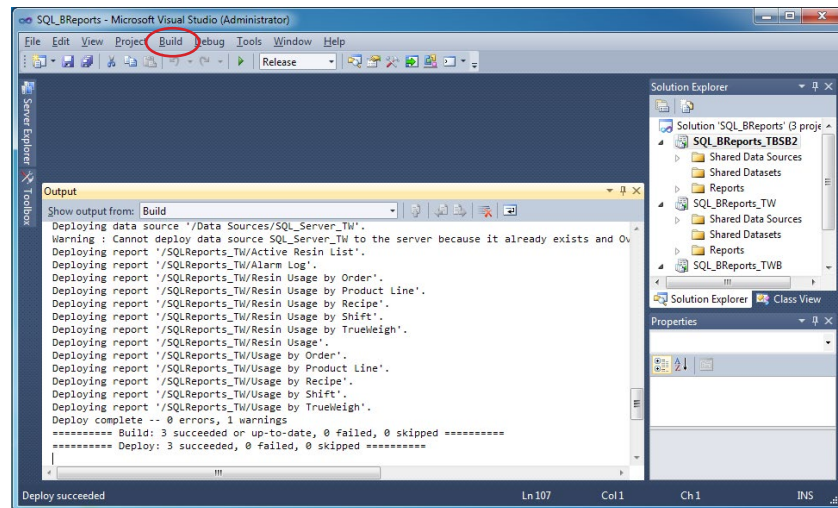 SQL_BReports - Microsoft Visual Studio (Administrator)
File Edit View Project Build Debug Tools Window Help
Release
Server Explorer
Toolbox
Output
Show output from: Build
Deploying data source '/Data Sources/SQL_Server_TW'.
Warning : Cannot deploy data source SQL_Server_TW to the server because it already exists and Ov
Deploying report '/SQLReports_TW/Active Resin List'.
Deploying report '/SQLReports_TW/Alarm Log'.
Deploying report '/SQLReports_TW/Resin Usage by Order'.
Deploying report '/SQLReports_TW/Resin Usage by Product Line'.
Deploying report '/SQLReports_TW/Resin Usage by Recipe'.
Deploying report '/SQLReports_TW/Resin Usage by Shift'.
Deploying report '/SQLReports_TW/Resin Usage by TrueWeigh'.
Deploying report '/SQLReports_TW/Resin Usage'.
Deploying report '/SQLReports_TW/Usage by Order'.
Deploying report '/SQLReports_TW/Usage by Product Line'.
Deploying report '/SQLReports_TW/Usage by Recipe'.
Deploying report '/SQLReports_TW/Usage by Shift'.
Deploying report '/SQLReports_TW/Usage by TrueWeigh'.
Deploy complete -- 0 errors, 1 warnings
========== Build: 3 succeeded or up-to-date, 0 failed, 0 skipped ==========
========== Deploy: 3 succeeded, 0 failed, 0 skipped ==========
Solution Explorer
Solution 'SQL_BReports' (3 proje
SQL_BReports_TBSB2
Shared Data Sources
Shared Datasets
Reports
SQL_BReports_TW
Shared Data Sources
Shared Datasets
Reports
SQL_BReports_TWB
Solution Explorer Class View
Properties
Deploy succeeded Ln 107 Col 1 Ch 1 INS